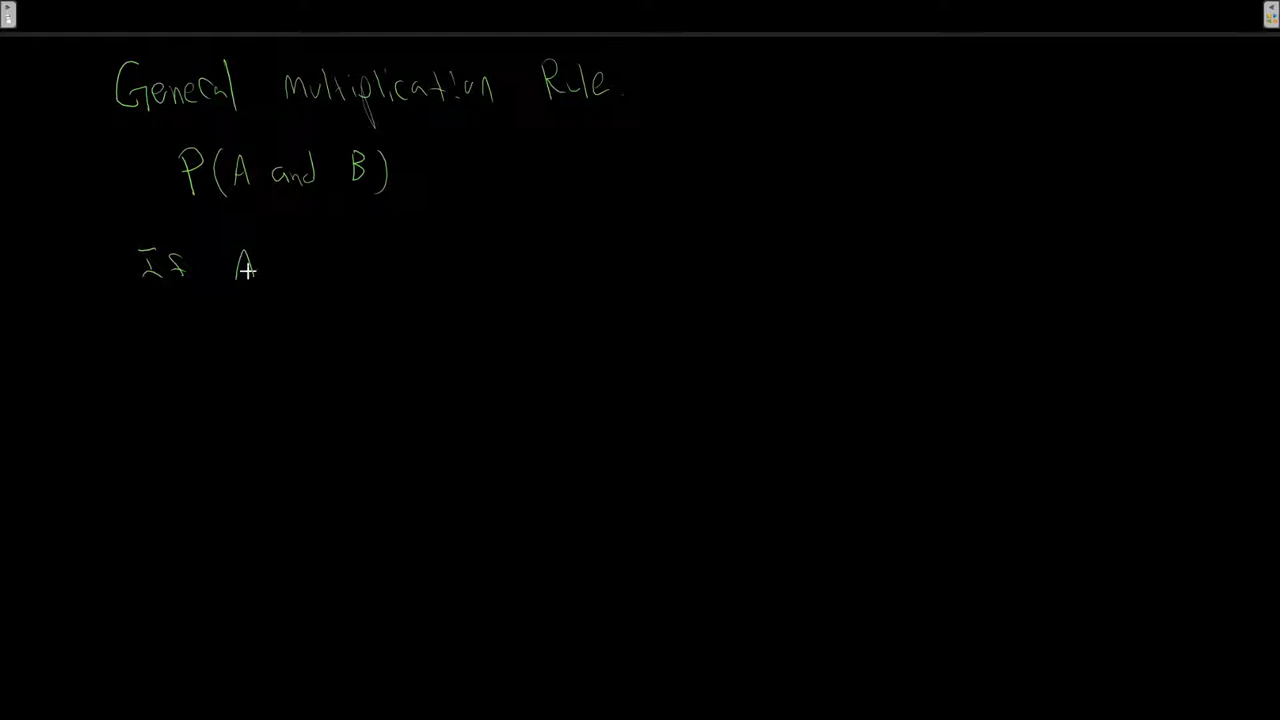 General Multiplication Rule.
P(A and B)
If A